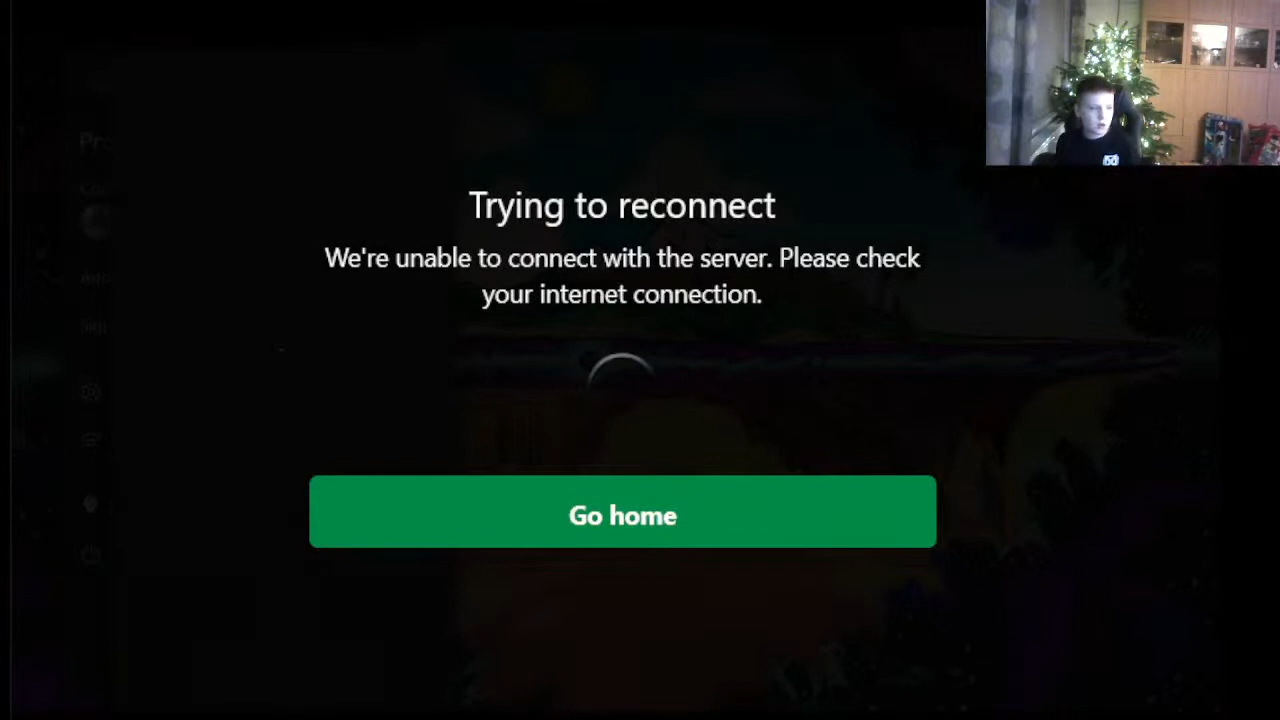 Trying to reconnect
We're unable to connect with the server. Please check
your internet connection.
Go home